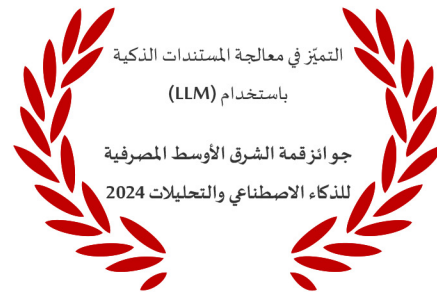 التميّز في معالجة المستندات الذكية
باستخدام (LLM)
جوائز قمة الشرق الأوسط المصرفية
للذكاء الاصطناعي والتحليلات 2024